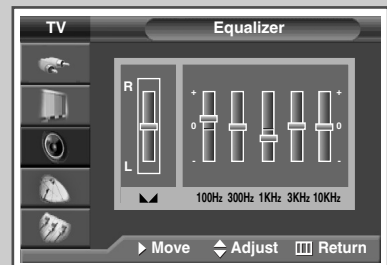 TV Equalizer
R
+ +
0 0
L
- -
100Hz 300Hz 1KHz 3KHz 10KHz
Move Adjust Return